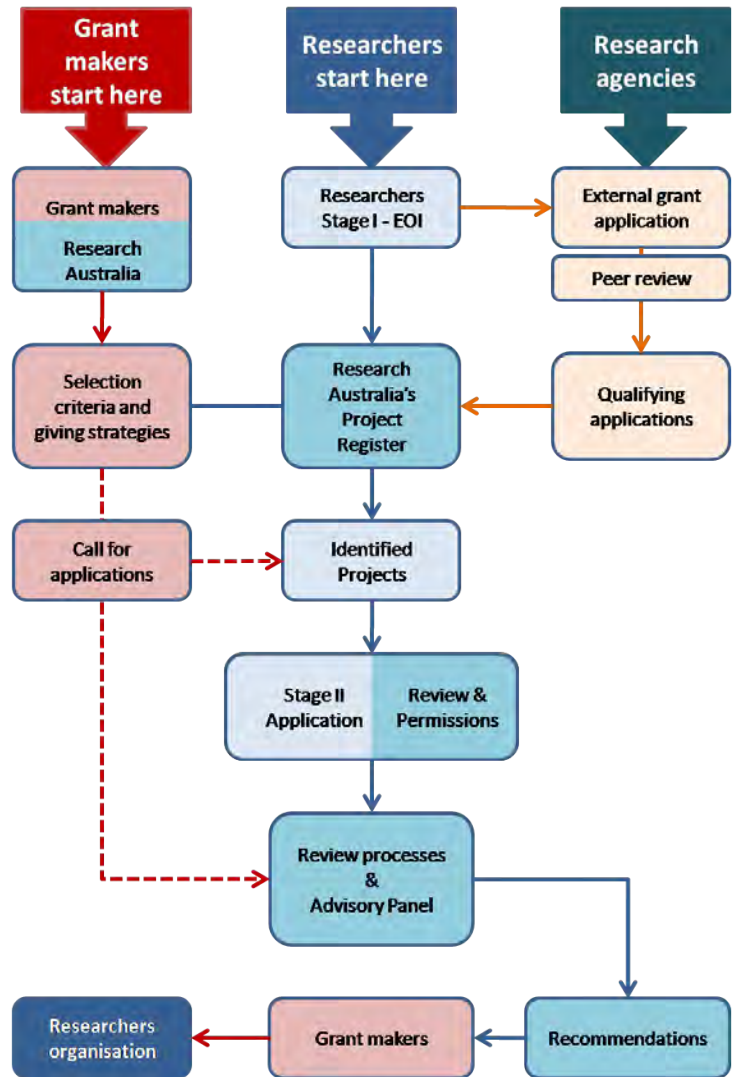 Grant
makers
start here
Researchers
start here
Research
agencies
Grant makers
Research
Australia
Researchers
Stage I - EOI
External grant
application
Peer review
Selection
criteria and
giving strategies
Research
Australia's
Project
Register
Qualifying
applications
Call for
applications
Identified
Projects
Stage II
Application
Review &
Permissions
Review processes
&
Advisory Panel
Researchers
organisation
Grant makers
Recommendations